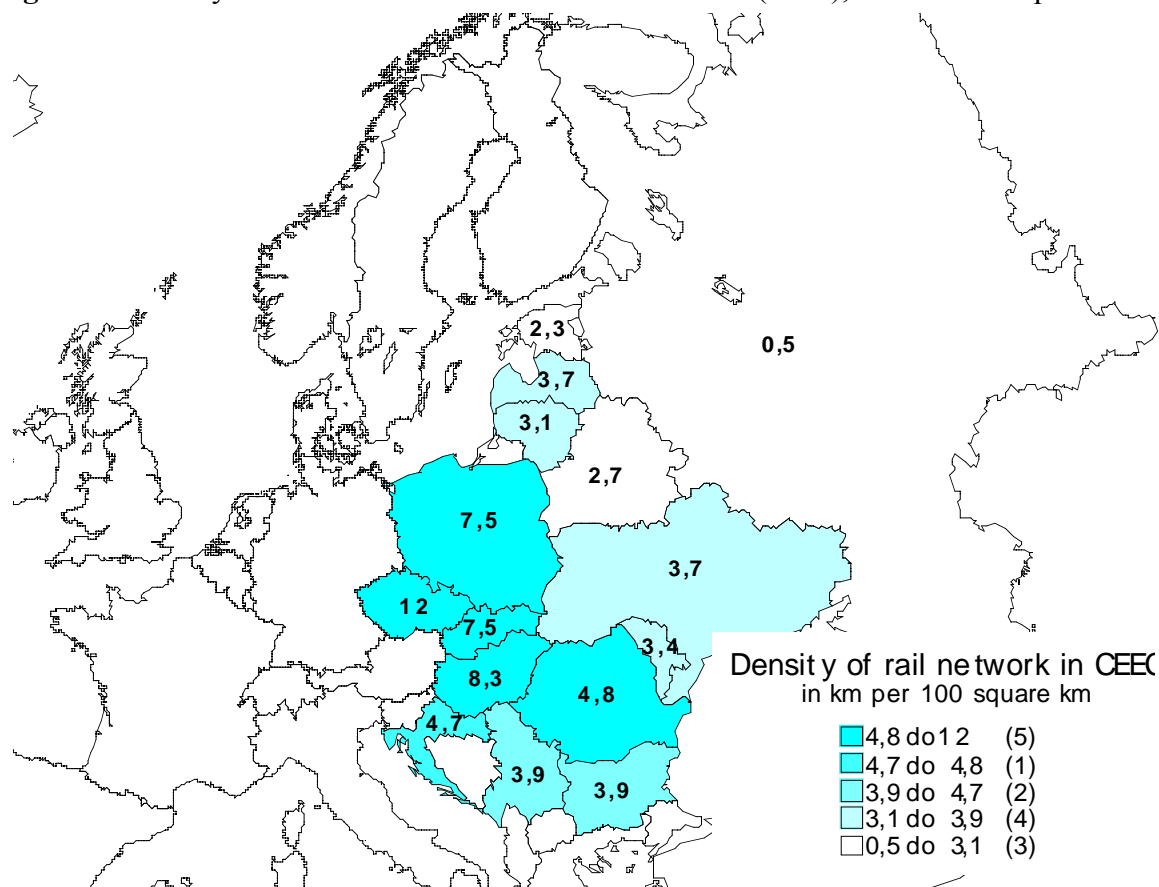 2,3
0,5
3,7
3,1
2,7
7,5
3,7
12
7,5
3,4
8,3
4,8
4,7
3,9
3,9
Density of rail network in CEEC
in km per 100 square km
4,8 do 12 (5)
4,7 do 4,8 (1)
3,9 do 4,7 (2)
3,1 do 3,9 (4)
0,5 do 3,1 (3)